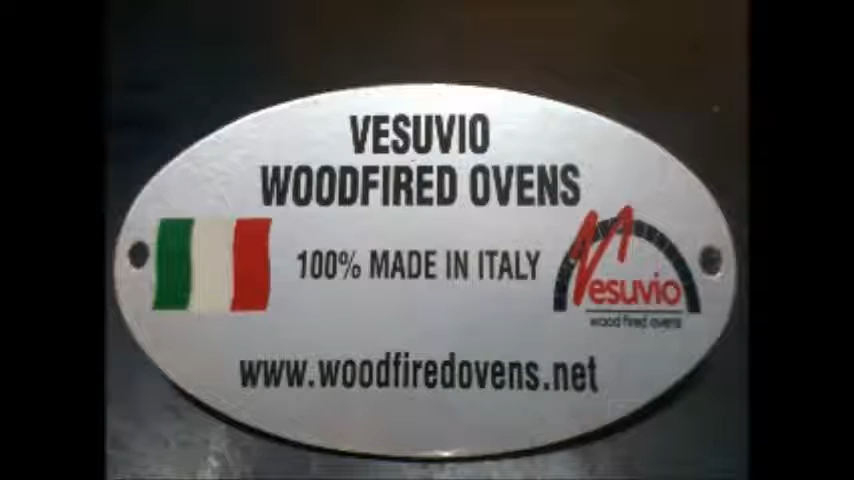 VESUVIO
WOODFIRED OVENS
100% MADE IN ITALY
Vesuvio
wood fired ovens
www.woodfiredovens.net